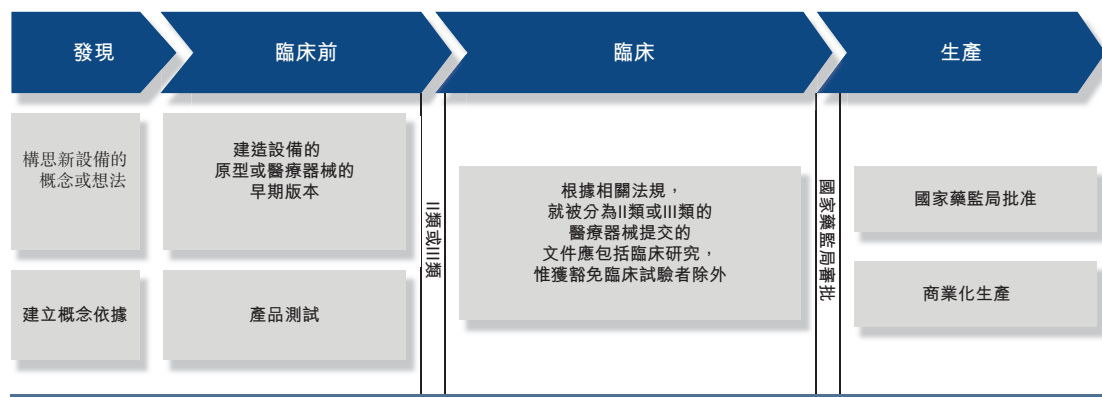 發現
臨床前
臨床
生產
構思新設備的
概念或想法
建立概念依據
建造設備的
原型或醫療器械的
早期版本
產品測試
II類或III類
根據相關法規，
就被分為II類或III類的
醫療器械提交的
文件應包括臨床研究，
惟獲豁免臨床試驗者除外
國家藥監局審批
國家藥監局批准
商業化生產